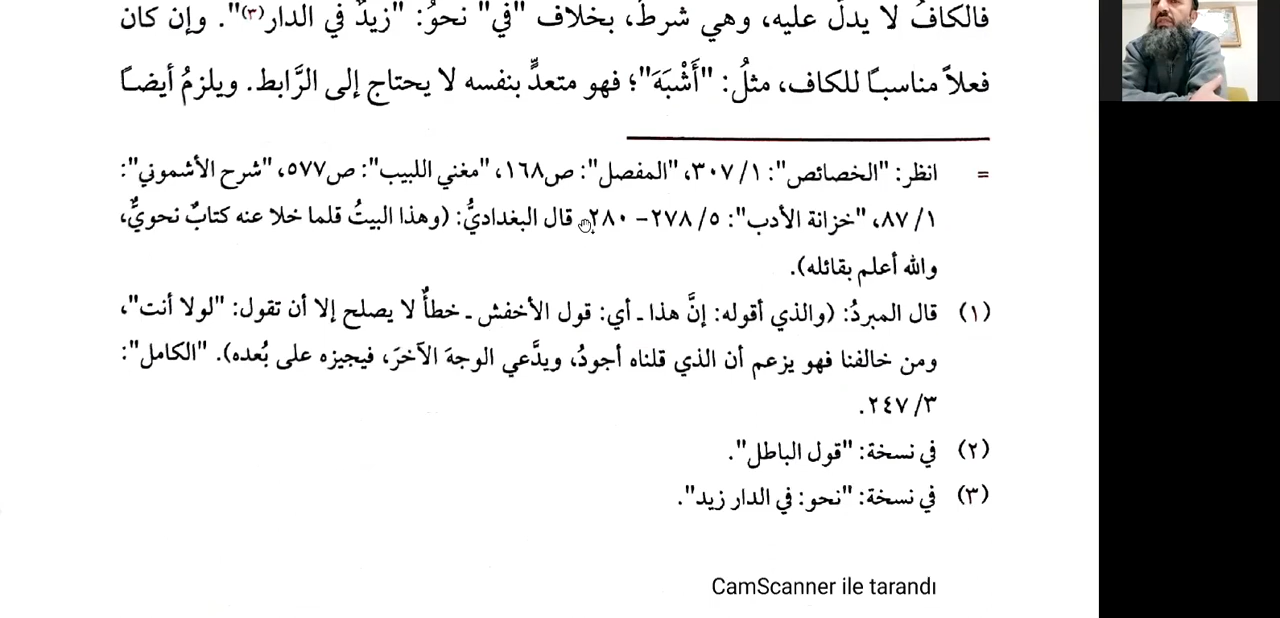 فالكافُ لا يدلُّ عليه، وهي شرطٌ، بخلاف "في" نحوُ: "زيدٌ في الدار(٣)". وإن كان
فعلاً مناسبًا للكاف، مثلُ: "أَشْبَهَ"؛ فهو متعدٍّ بنفسه لا يحتاج إلى الرَّابط. ويلزمُ أيضًا
= انظر: "الخصائص": ١/ ٣٠٧، "المفصل": ص١٦٨، "مغني اللبيب": ص٥٧٧، "شرح الأشموني":
١/ ٨٧، "خزانة الأدب": ٥/ ٢٧٨- ٢٨٠. قال البغداديُّ: (وهذا البيتُ قلما خلا عنه كتابٌ نحويٌّ،
والله أعلم بقائله).
(١) قال المبردُ: (والذي أقوله: إنَّ هذا ـ أي: قول الأخفش ـ خطأٌ لا يصلح إلا أن تقول: "لولا أنت"،
ومن خالفنا فهو يزعم أن الذي قلناه أجودُ، ويدَّعي الوجهَ الآخرَ، فيجيزه على بُعده). "الكامل":
٣/ ٢٤٧.
(٢) في نسخة: "قول الباطل".
(٣) في نسخة: "نحو: في الدار زيد".
CamScanner ile tarandı